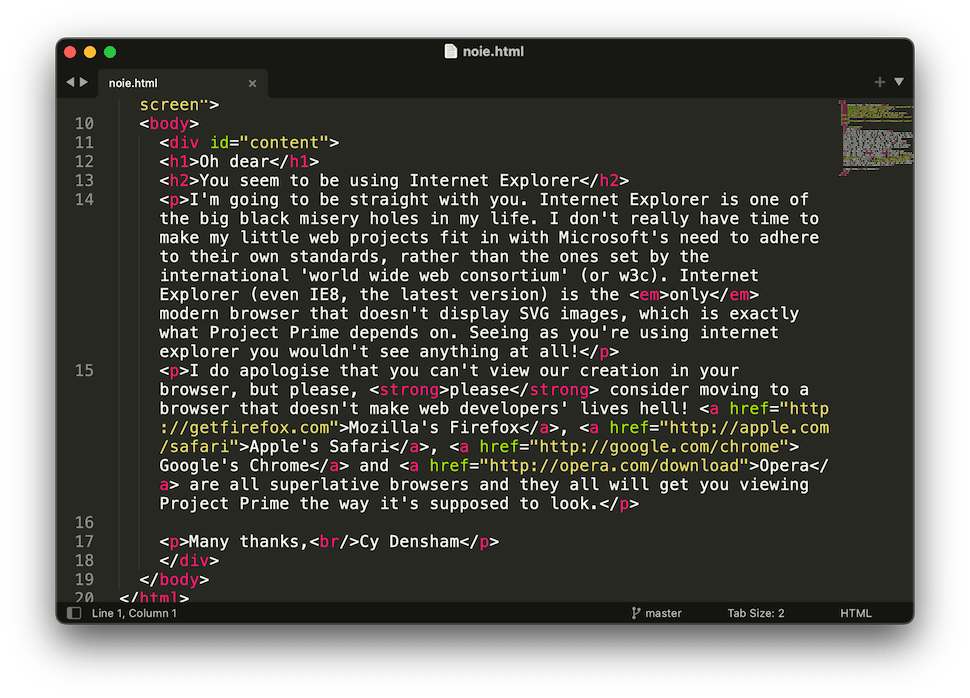 noie.html
noie.html
screen">
10 <body>
11 <div id="content">
12 <h1>Oh dear</h1>
13 <h2>You seem to be using Internet Explorer</h2>
14 <p>I'm going to be straight with you. Internet Explorer is one of
the big black misery holes in my life. I don't really have time to
make my little web projects fit in with Microsoft's need to adhere
to their own standards, rather than the ones set by the
international 'world wide web consortium' (or w3c). Internet
Explorer (even IE8, the latest version) is the <em>only</em>
modern browser that doesn't display SVG images, which is exactly
what Project Prime depends on. Seeing as you're using internet
explorer you wouldn't see anything at all!</p>
15 <p>I do apologise that you can't view our creation in your
browser, but please, <strong>please</strong> consider moving to a
browser that doesn't make web developers' lives hell! <a href="http
://getfirefox.com">Mozilla's Firefox</a>, <a href="http://apple.com
/safari">Apple's Safari</a>, <a href="http://google.com/chrome">
Google's Chrome</a> and <a href="http://opera.com/download">Opera</
a> are all superlative browsers and they all will get you viewing
Project Prime the way it's supposed to look.</p>
16
17 <p>Many thanks,<br/>Cy Densham</p>
18 </div>
19 </body>
20 </html>
Line 1, Column 1 master Tab Size: 2 HTML